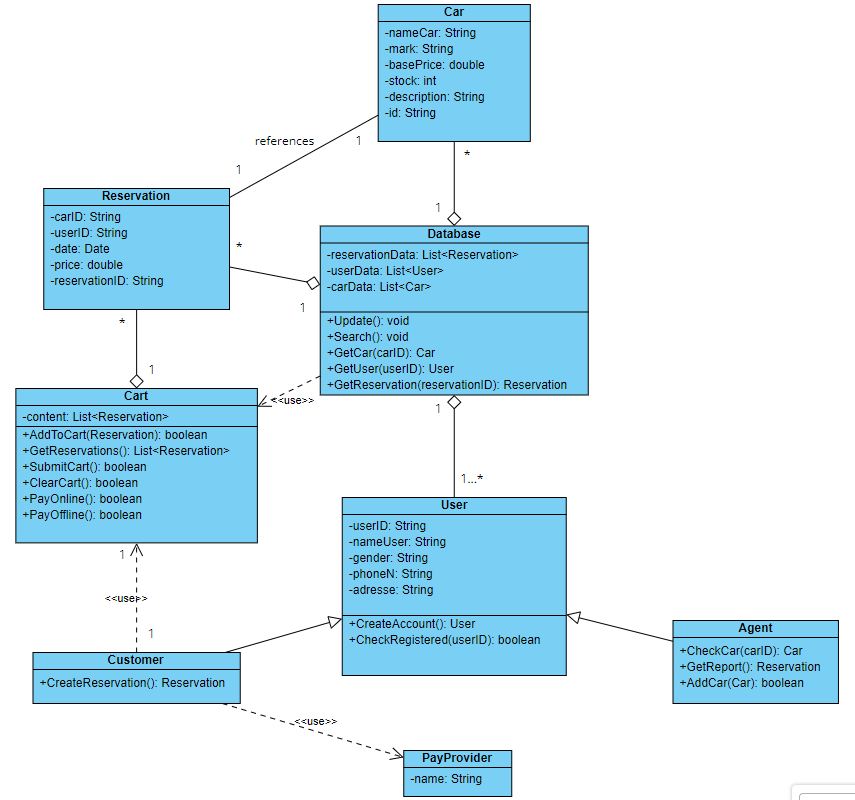 Car
-nameCar: String
-mark: String
-basePrice: double
-stock: int
-description: String
-id: String
references
1
1
*
Reservation
-carID: String
-userID: String
-date: Date
-price: double
-reservationID: String
1
*
1
Database
-reservationData: List<Reservation>
-userData: List<User>
-carData: List<Car>
+Update(): void
+Search(): void
+GetCar(carID): Car
+GetUser(userID): User
+GetReservation(reservationID): Reservation
*
1
<<use>>
1
1...*
Cart
-content: List<Reservation>
+AddToCart(Reservation): boolean
+GetReservations(): List<Reservation>
+SubmitCart(): boolean
+ClearCart(): boolean
+PayOnline(): boolean
+PayOffline(): boolean
1
<<use>>
1
User
-userID: String
-nameUser: String
-gender: String
-phoneN: String
-adresse: String
+CreateAccount(): User
+CheckRegistered(userID): boolean
Agent
+CheckCar(carID): Car
+GetReport(): Reservation
+AddCar(Car): boolean
Customer
+CreateReservation(): Reservation
<<use>>
PayProvider
-name: String